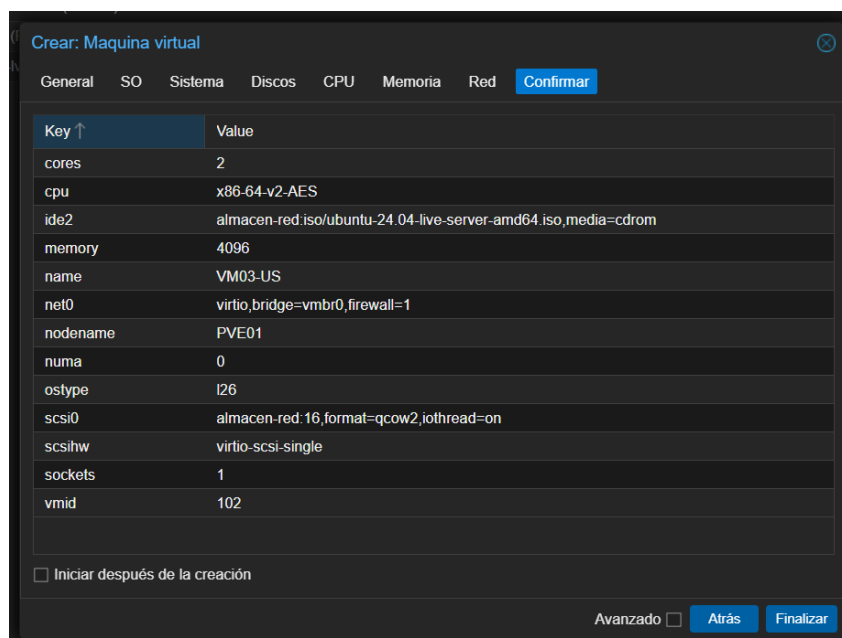 Crear: Maquina virtual
General SO Sistema Discos CPU Memoria Red Confirmar
Key↑ Value
cores 2
cpu x86-64-v2-AES
ide2 almacen-red:iso/ubuntu-24.04-live-server-amd64.iso,media=cdrom
memory 4096
name VM03-US
net0 virtio,bridge=vmbr0,firewall=1
nodename PVE01
numa 0
ostype l26
scsi0 almacen-red:16,format=qcow2,iothread=on
scsihw virtio-scsi-single
sockets 1
vmid 102
Iniciar después de la creación
Avanzado Atrás Finalizar